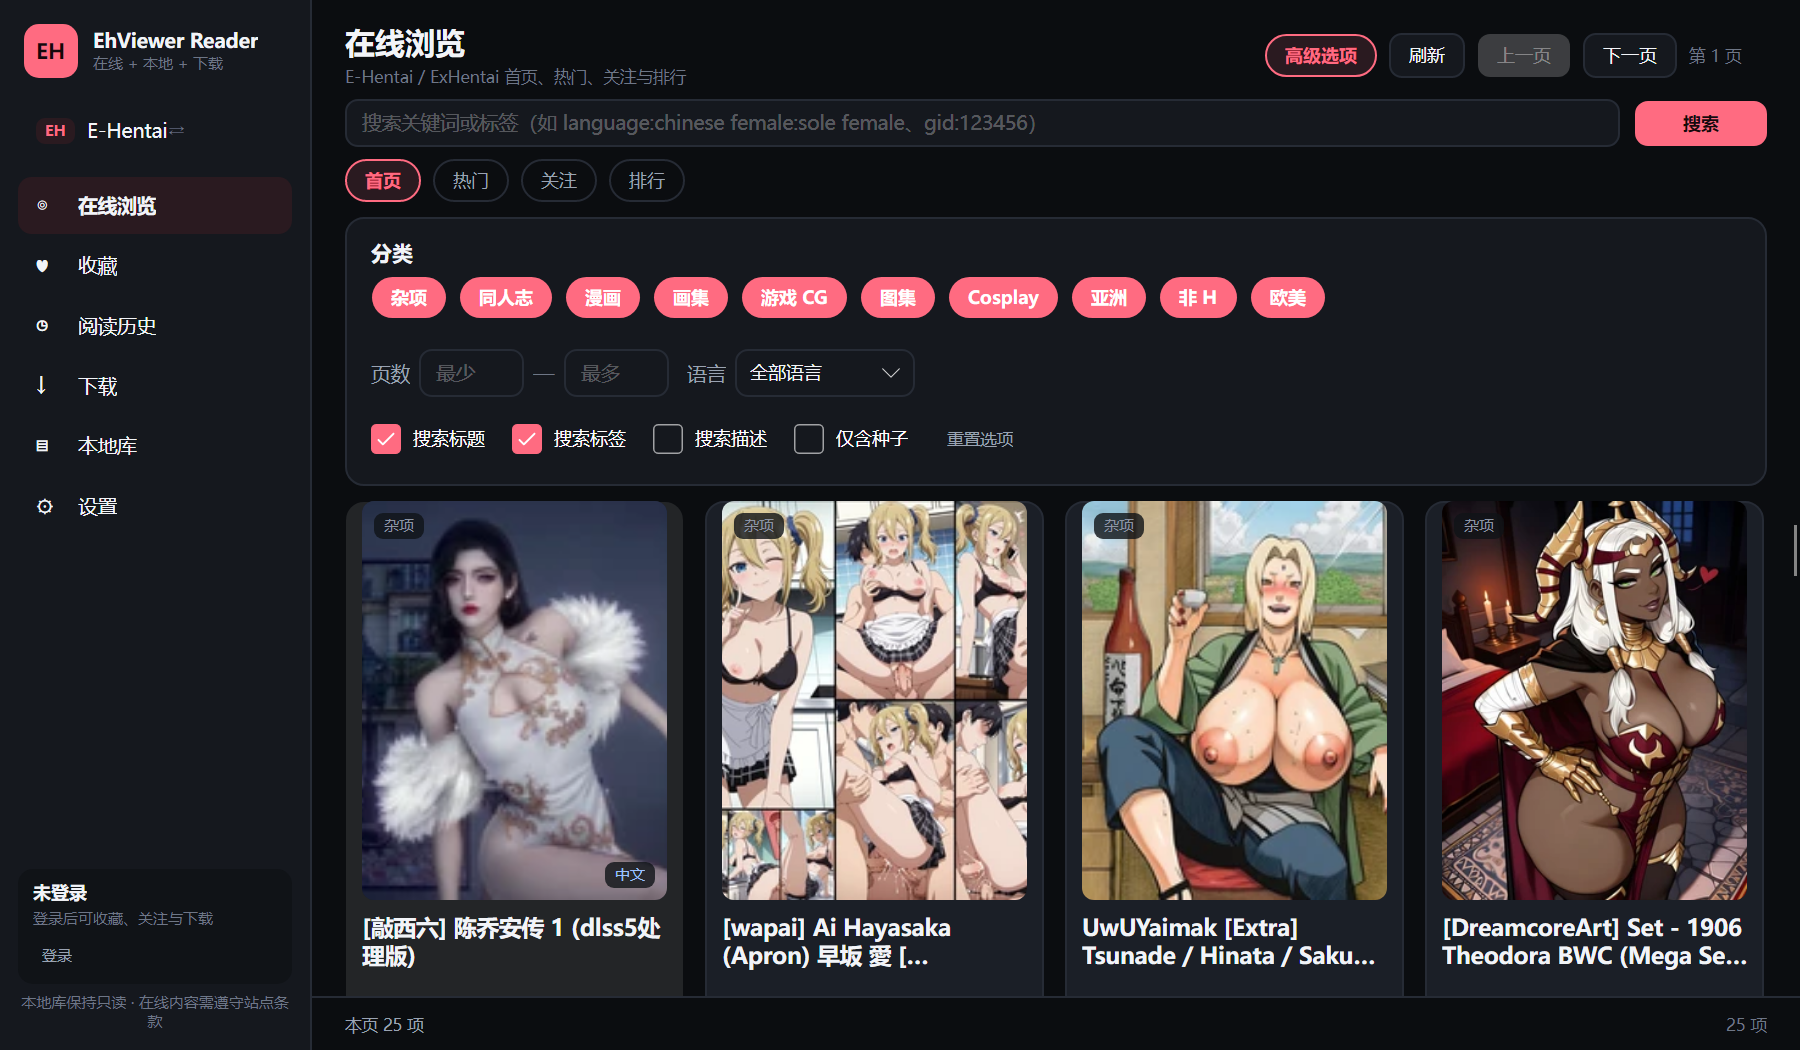 EH
EhViewer Reader
在线 + 本地 + 下载
EH E-Hentai
在线浏览
收藏
阅读历史
下载
本地库
设置
未登录
登录后可收藏、关注与下载
登录
本地库保持只读 · 在线内容需遵守站点条
款
在线浏览
E-Hentai / ExHentai 首页、热门、关注与排行
高级选项 刷新 上一页 下一页 第 1 页
搜索关键词或标签（如 language:chinese female:sole female、gid:123456）
搜索
首页 热门 关注 排行
分类
杂项 同人志 漫画 画集 游戏 CG 图集 Cosplay 亚洲 非 H 欧美
页数 最少 — 最多 语言 全部语言
搜索标题 搜索标签 搜索描述 仅含种子 重置选项
杂项
中文
[敲西六] 陈乔安传 1 (dlss5处
理版)
杂项
[wapai] Ai Hayasaka
(Apron) 早坂 愛 [...
杂项
UwUYaimak [Extra]
Tsunade / Hinata / Saku...
杂项
[DreamcoreArt] Set - 1906
Theodora BWC (Mega Se...
本页 25 项
25 项